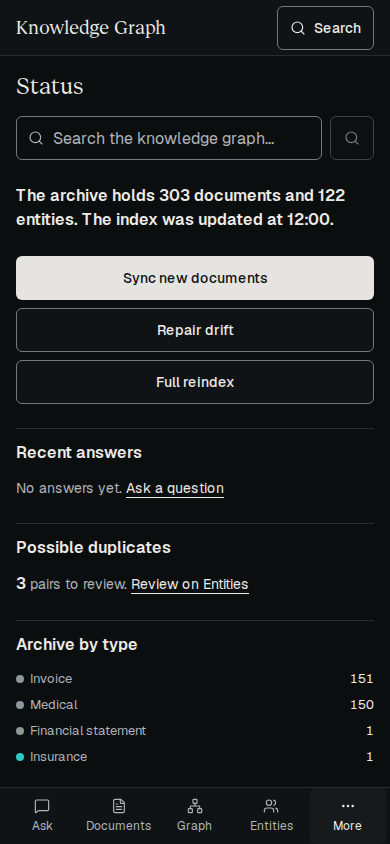 Knowledge Graph
Search
Status
Search the knowledge graph...
The archive holds 303 documents and 122
entities. The index was updated at 12:00.
Sync new documents
Repair drift
Full reindex
Recent answers
No answers yet. Ask a question
Possible duplicates
3 pairs to review. Review on Entities
Archive by type
Invoice 151
Medical 150
Financial statement 1
Insurance 1
Ask Documents Graph Entities More